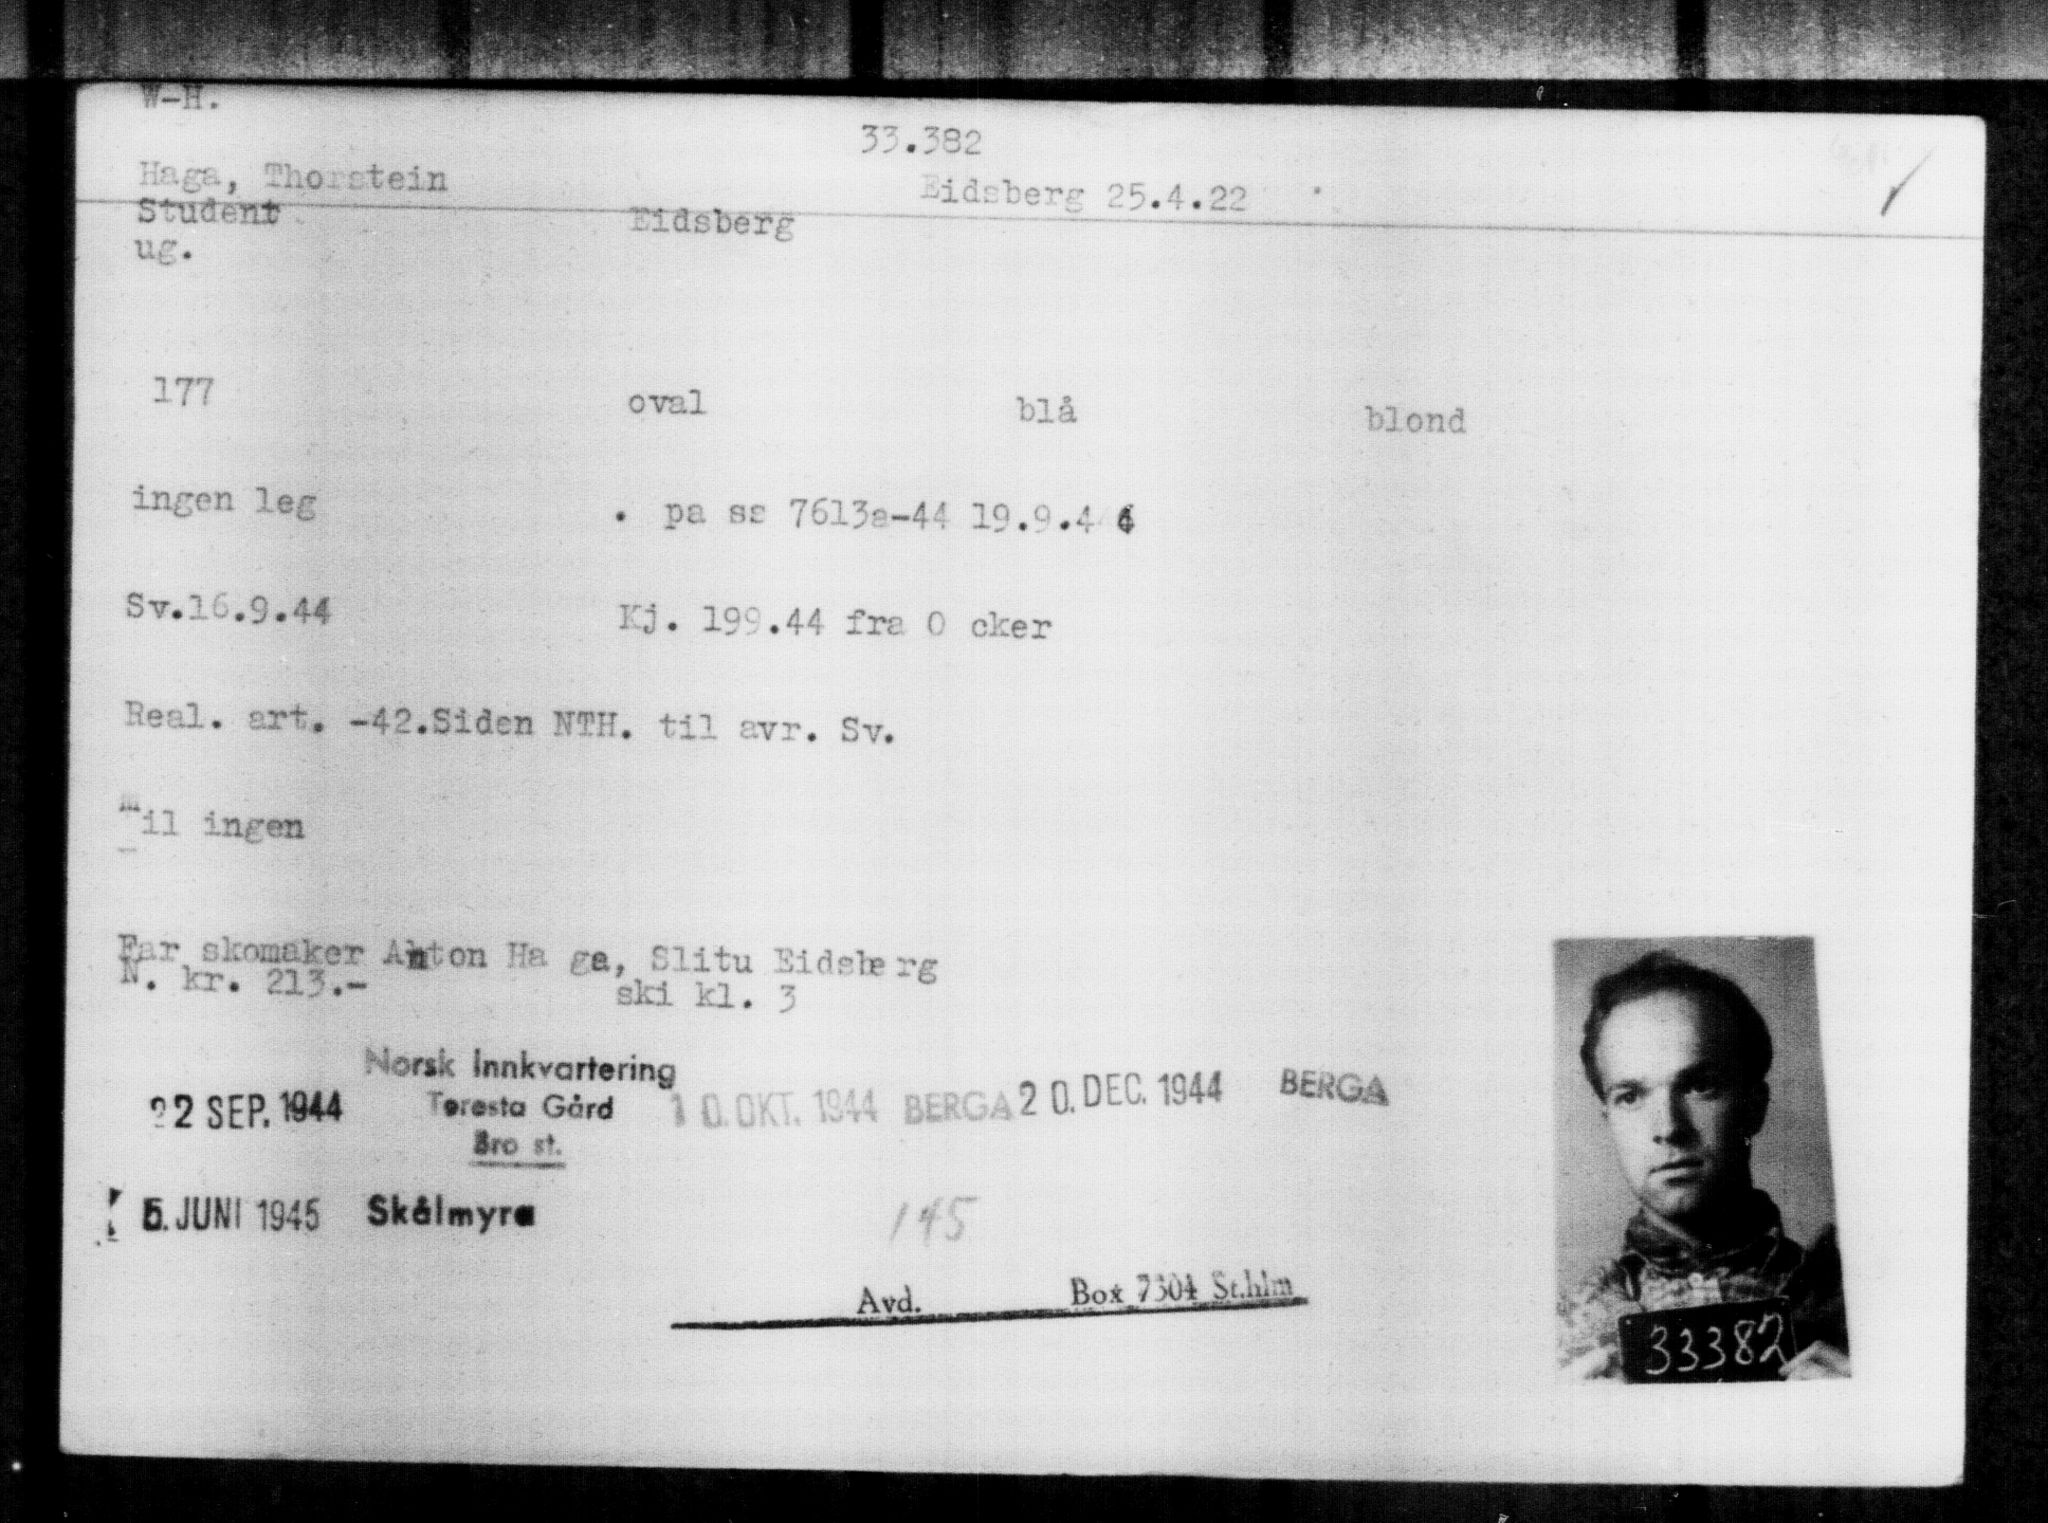 W-H.
33.382
Haga, Thorstein
Eidsberg 25.4.22
Student
Eidsberg
ug.
177 oval blå blond
ingen leg . pa ss 7613a-44 19.9.44
Sv.16.9.44 Kj. 199.44 fra O cker
Real. art. -42.Siden NTH. til avr. Sv.
mil ingen
Far skomaker Anton Ha ga, Slitu Eidsberg
N. kr. 213.- ski kl. 3
Norsk Innkvartering
22 SEP. 1944 Toresta Gård 10. OKT. 1944 BERGA 20. DEC. 1944 BERGA
Bro st.
5. JUNI 1945 Skålmyra
145
Avd. Box 7304 St.hlm
33382